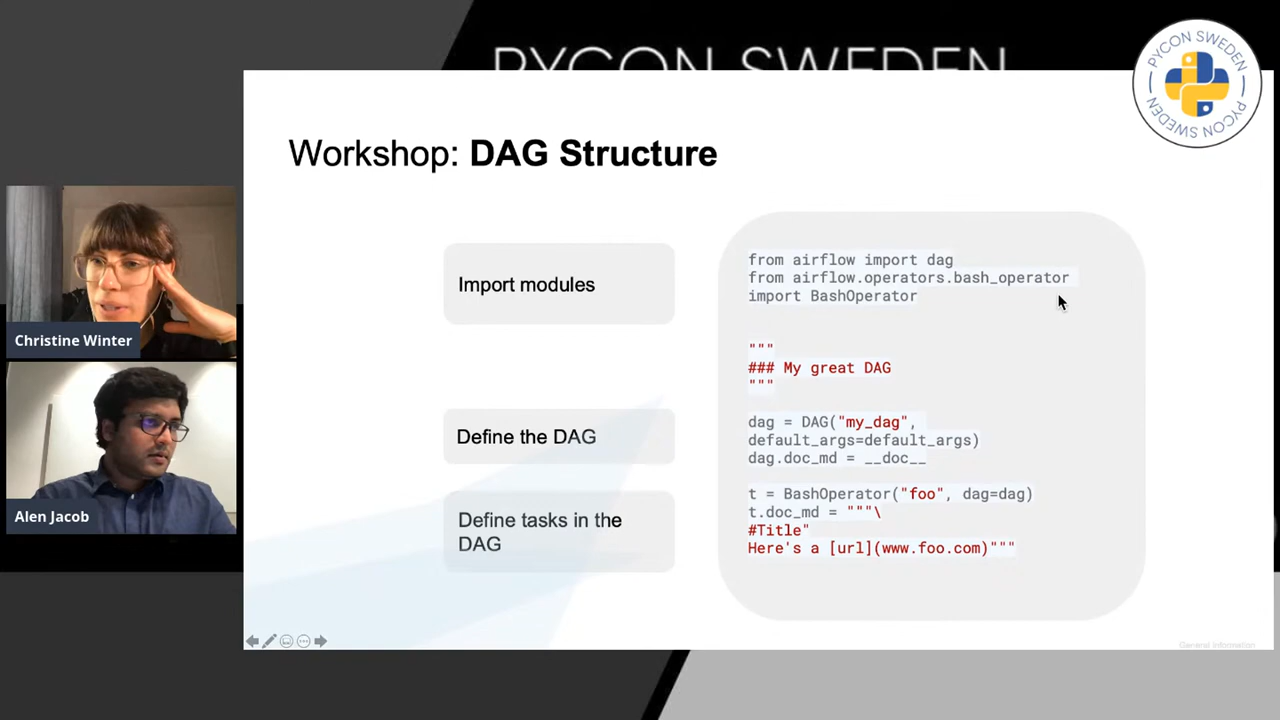 PYCON SWEDEN
PYCON SWEDEN
PYCON SWEDEN
Workshop: DAG Structure
Import modules
from airflow import dag
from airflow.operators.bash_operator
import BashOperator
"""
### My great DAG
"""
Define the DAG
dag = DAG("my_dag",
default_args=default_args)
dag.doc_md = __doc__
Define tasks in the
DAG
t = BashOperator("foo", dag=dag)
t.doc_md = """\
#Title"
Here's a [url](www.foo.com)"""
Christine Winter
Alen Jacob
General Information